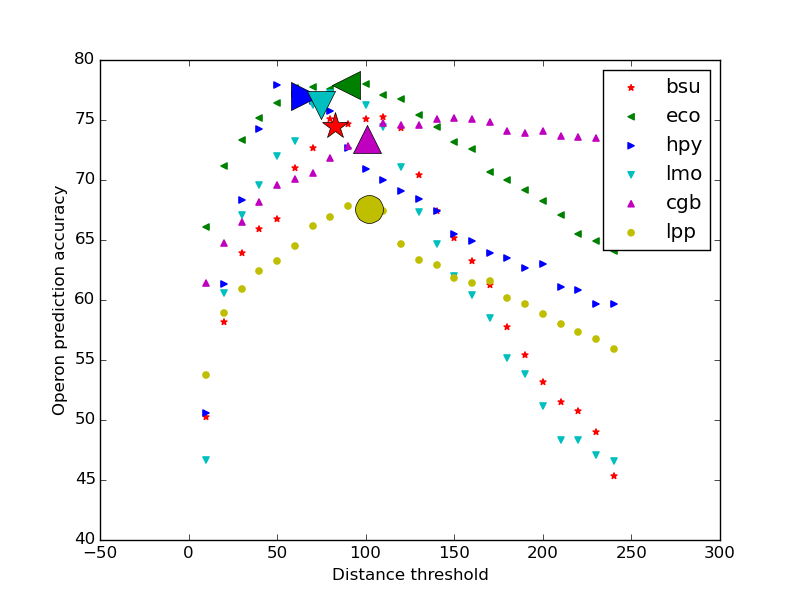 80
75
70
65
60
55
50
45
40
Operon prediction accuracy
bsu
eco
hpy
lmo
cgb
lpp
−50 0 50 100 150 200 250 300
Distance threshold